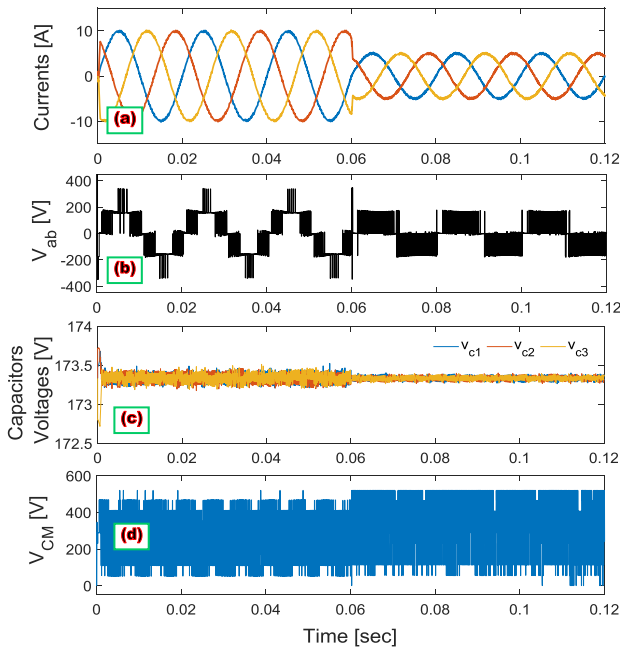 Currents [A]
10
0
-10
(a)
0 0.02 0.04 0.06 0.08 0.1 0.12
V_ab [V]
400
200
0
-200
-400
(b)
0 0.02 0.04 0.06 0.08 0.1 0.12
Capacitors
Voltages [V]
174
173.5
173
172.5
v_c1 v_c2 v_c3
(c)
0 0.02 0.04 0.06 0.08 0.1 0.12
V_CM [V]
600
400
200
0
(d)
0 0.02 0.04 0.06 0.08 0.1 0.12
Time [sec]